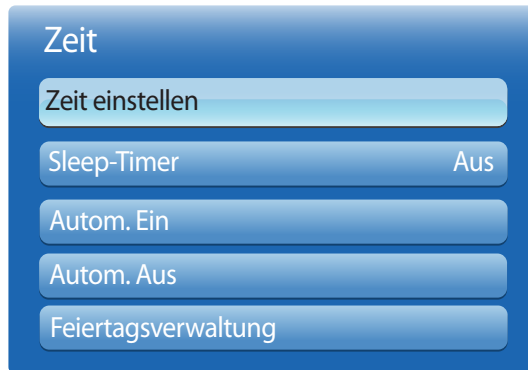 Zeit
Zeit einstellen
Sleep-Timer Aus
Autom. Ein
Autom. Aus
Feiertagsverwaltung